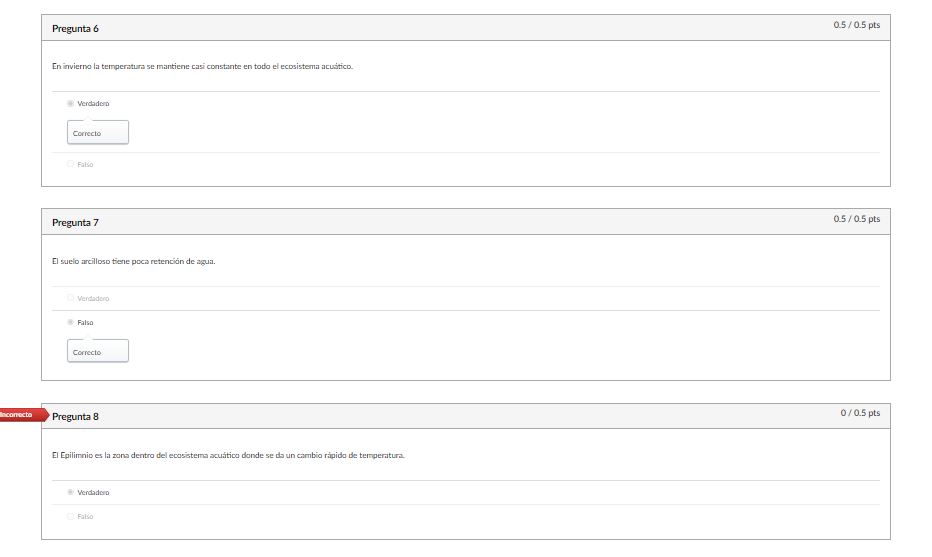 Pregunta 6
0.5 / 0.5 pts
En invierno la temperatura se mantiene casi constante en todo el ecosistema acuático.
Verdadero
Correcto
Falso
Pregunta 7
0.5 / 0.5 pts
El suelo arcilloso tiene poca retención de agua.
Verdadero
Falso
Correcto
Incorrecto
Pregunta 8
0 / 0.5 pts
El Epilimnio es la zona dentro del ecosistema acuático donde se da un cambio rápido de temperatura.
Verdadero
Falso